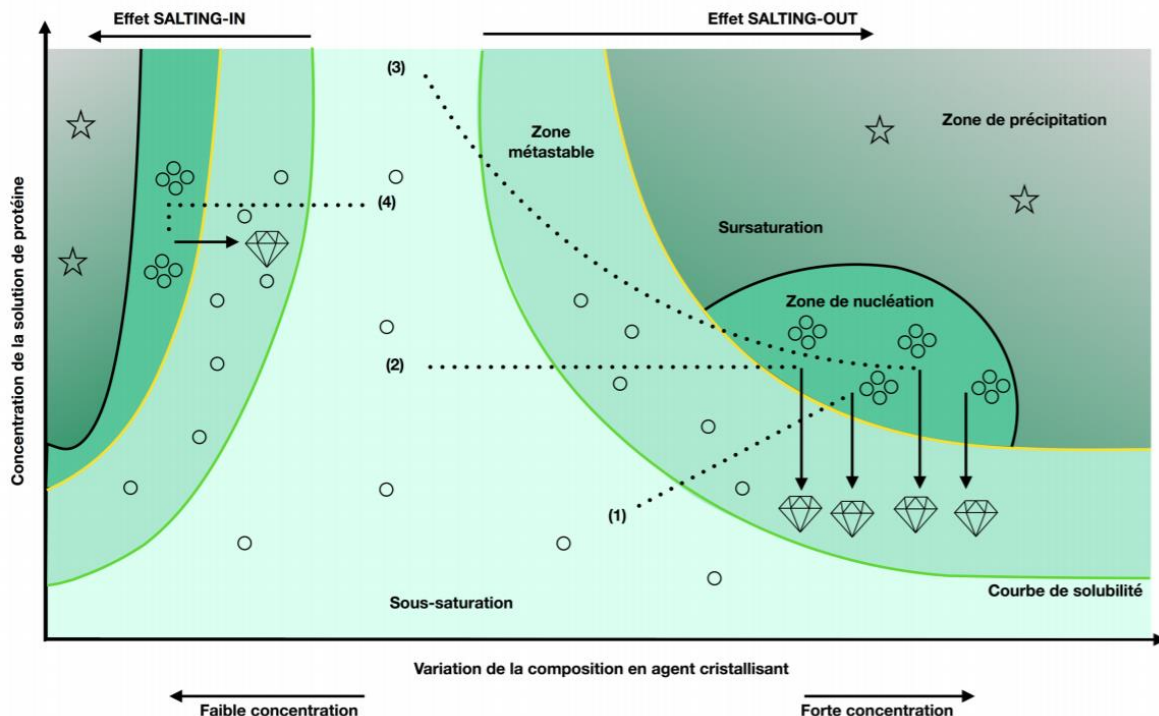 Effet SALTING-IN
Effet SALTING-OUT
(3)
Zone
métastable
Zone de précipitation
(4)
Sursaturation
Zone de nucléation
(2)
(1)
Sous-saturation
Courbe de solubilité
Concentration de la solution de protéine
Variation de la composition en agent cristallisant
Faible concentration
Forte concentration